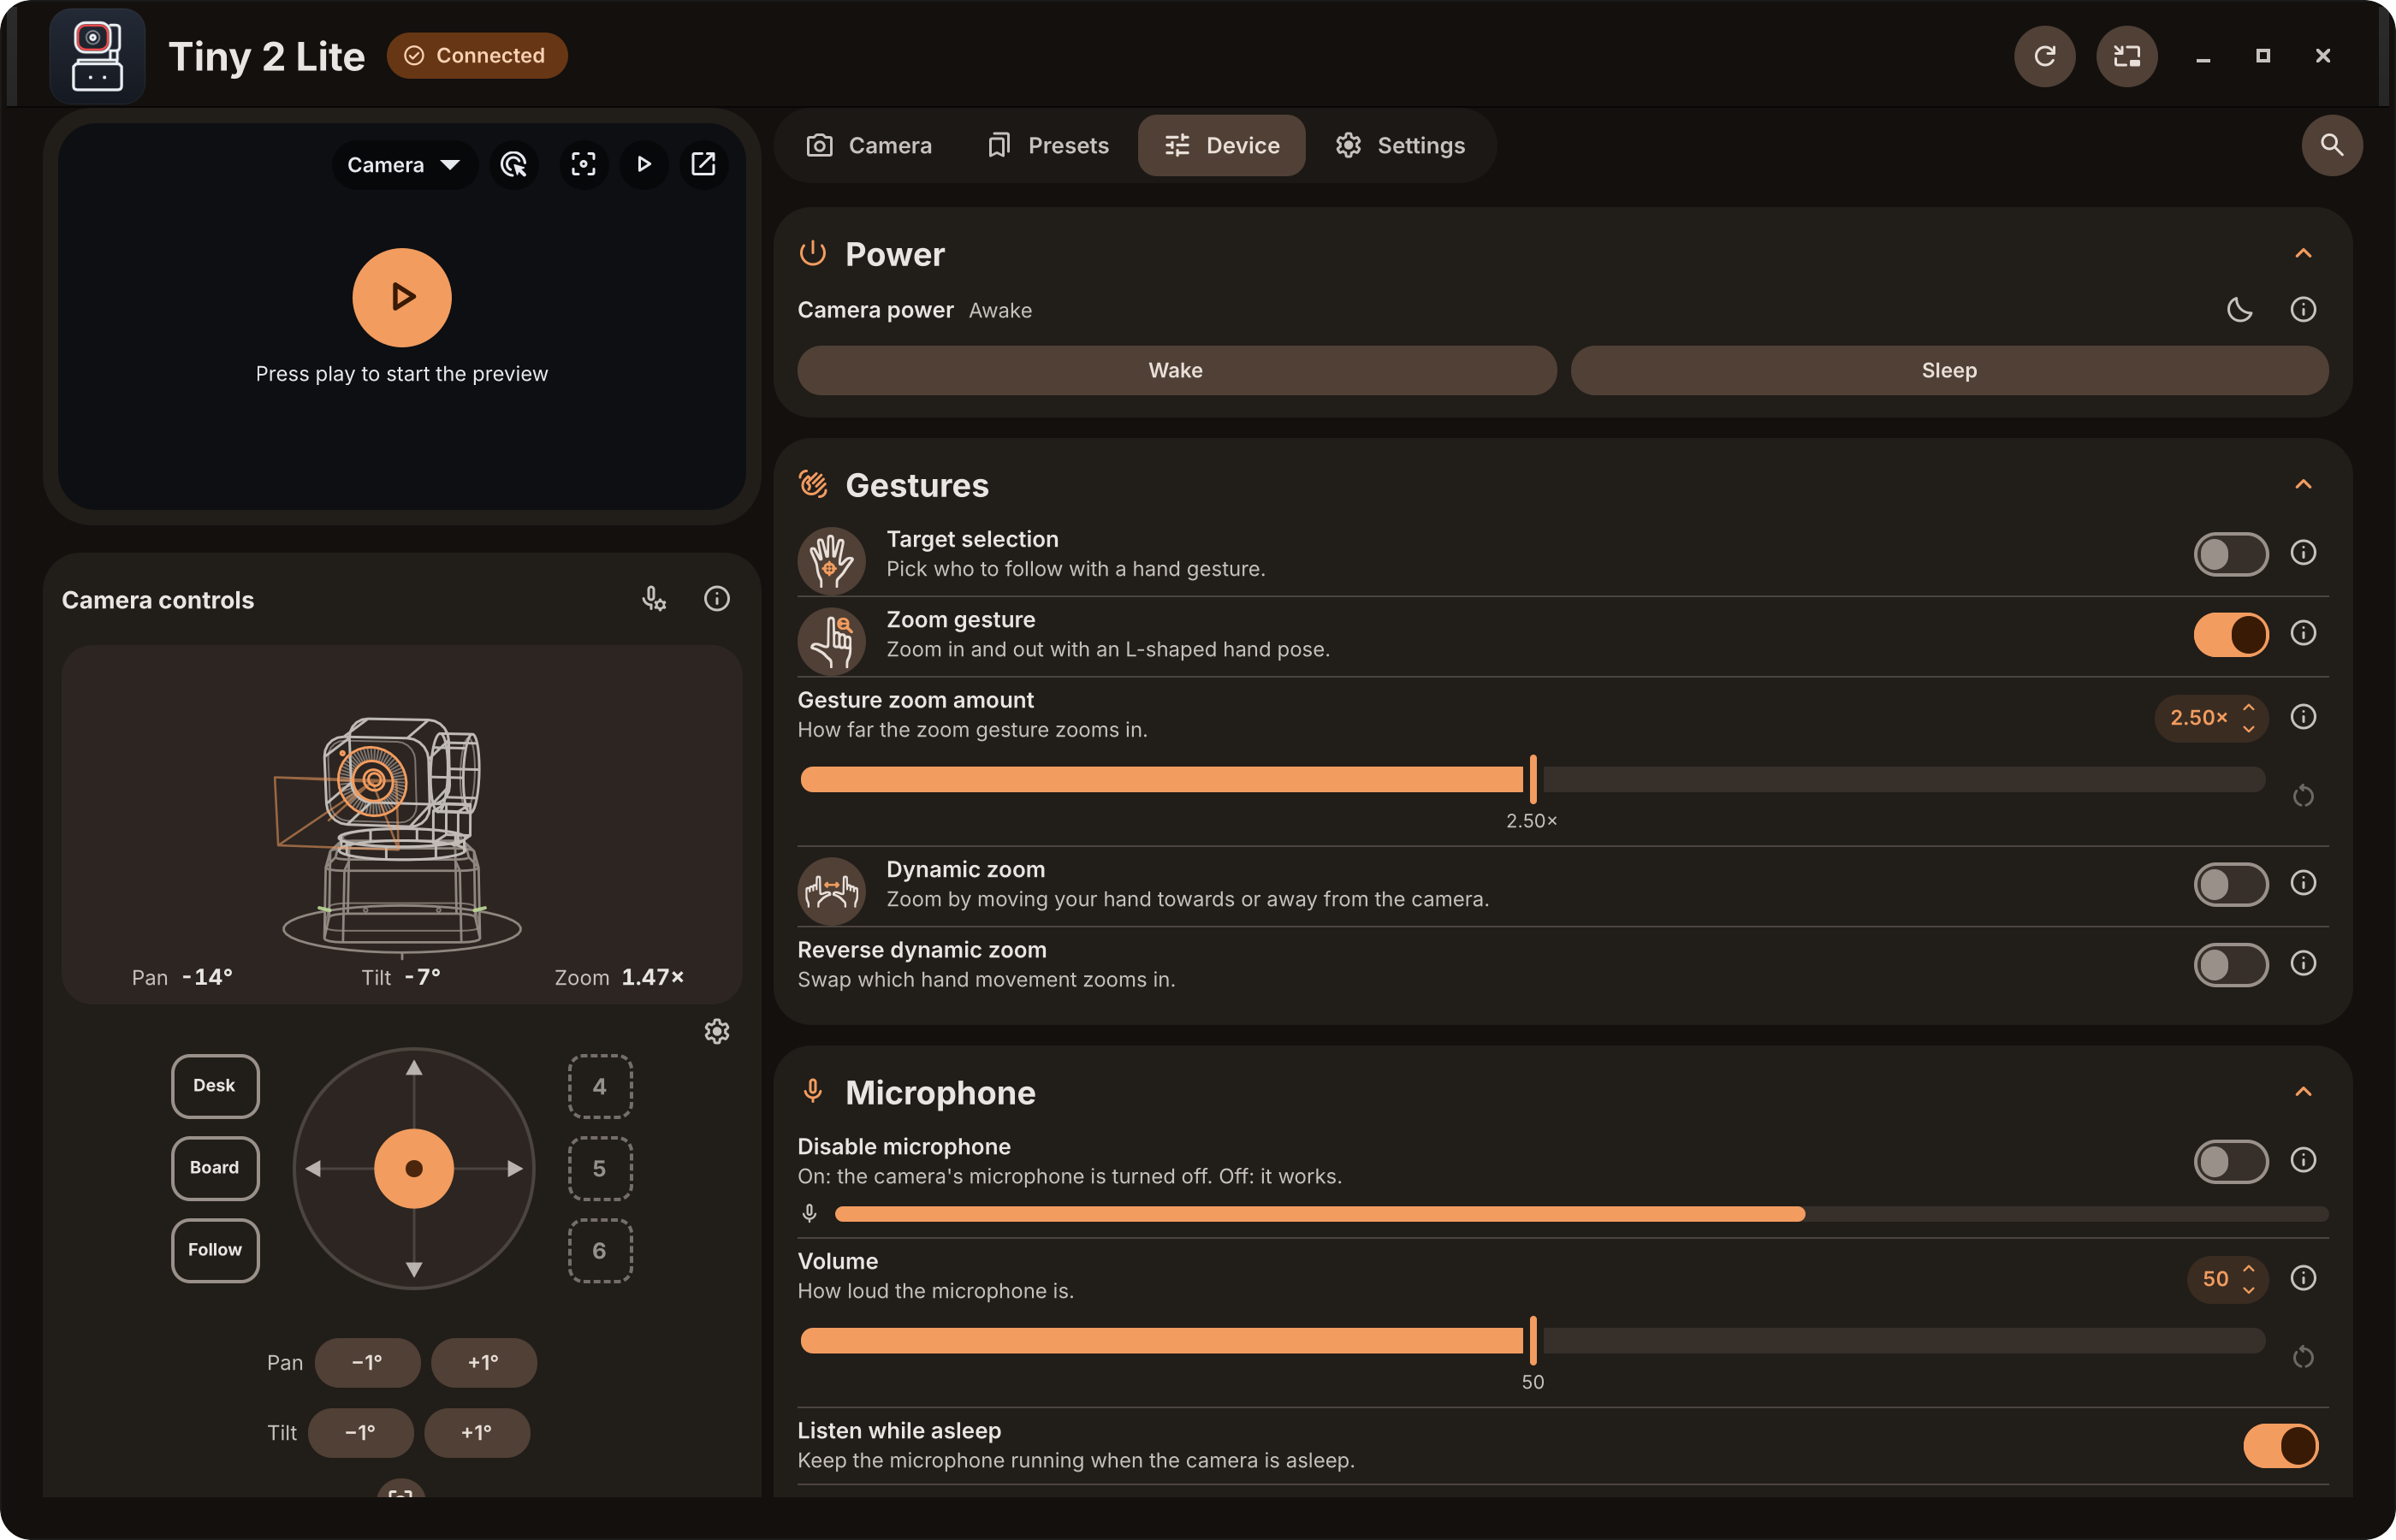 Tiny 2 Lite
Connected
Camera
Press play to start the preview
Camera controls
Pan -14°
Tilt -7°
Zoom 1.47×
Desk
Board
Follow
4
5
6
Pan −1° +1°
Tilt −1° +1°
Camera
Presets
Device
Settings
Power
Camera power Awake
Wake
Sleep
Gestures
Target selection
Pick who to follow with a hand gesture.
Zoom gesture
Zoom in and out with an L-shaped hand pose.
Gesture zoom amount
How far the zoom gesture zooms in.
2.50×
2.50×
Dynamic zoom
Zoom by moving your hand towards or away from the camera.
Reverse dynamic zoom
Swap which hand movement zooms in.
Microphone
Disable microphone
On: the camera's microphone is turned off. Off: it works.
Volume
How loud the microphone is.
50
50
Listen while asleep
Keep the microphone running when the camera is asleep.